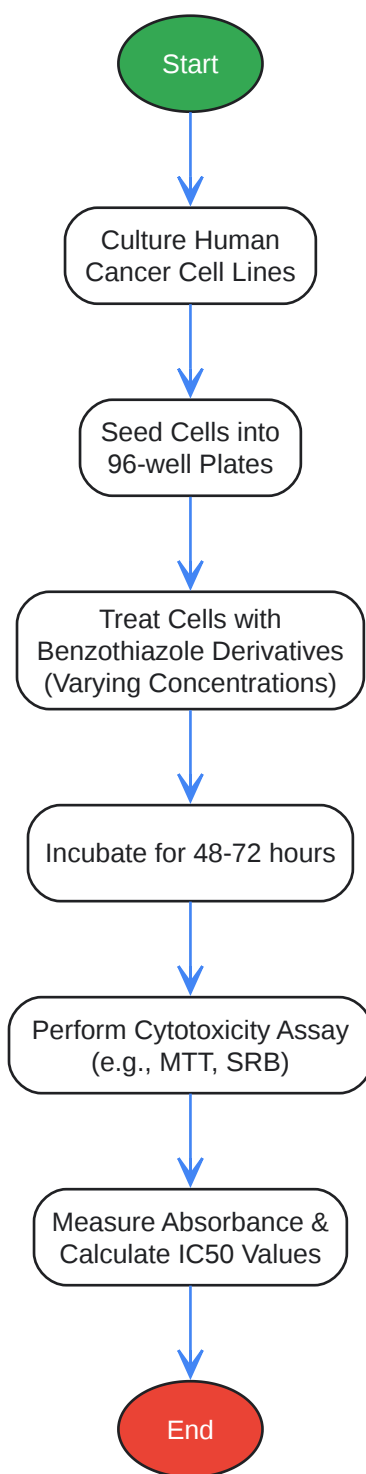 Start
Culture Human
Cancer Cell Lines
Seed Cells into
96-well Plates
Treat Cells with
Benzothiazole Derivatives
(Varying Concentrations)
Incubate for 48-72 hours
Perform Cytotoxicity Assay
(e.g., MTT, SRB)
Measure Absorbance &
Calculate IC50 Values
End